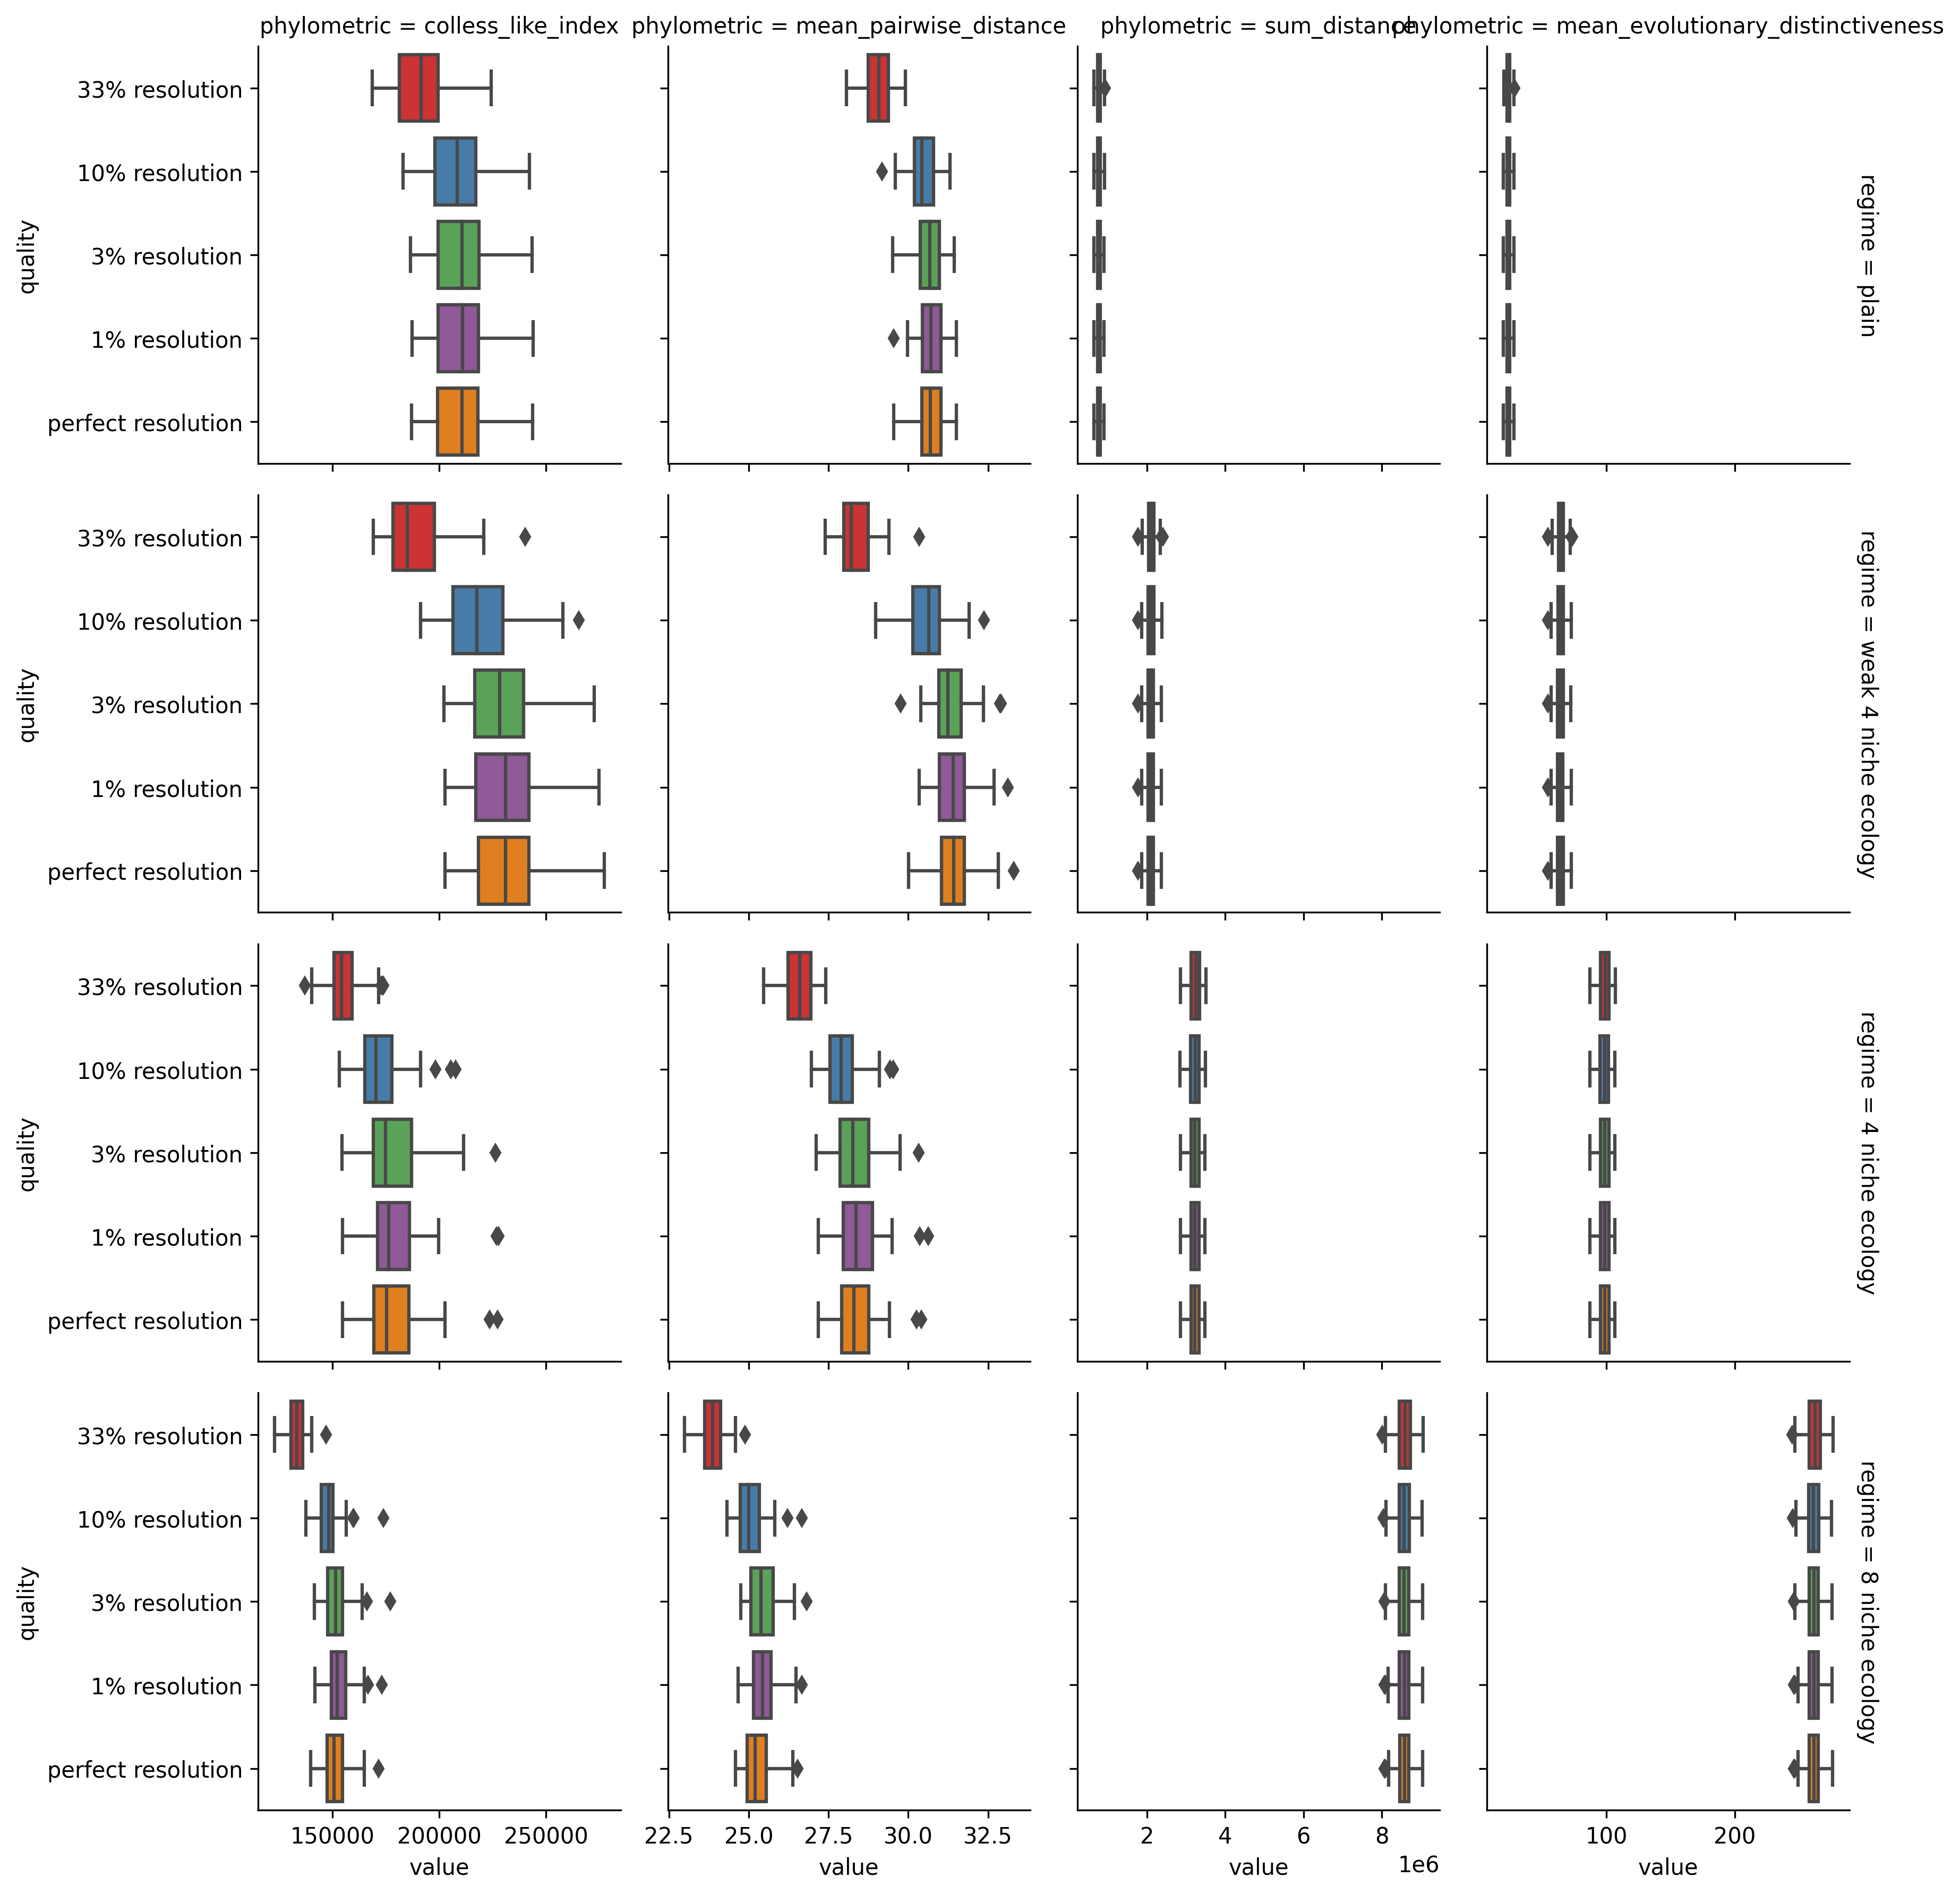 phylometric = colless_like_index
phylometric = mean_pairwise_distance
phylometric = sum_distance
phylometric = mean_evolutionary_distinctiveness
33% resolution
10% resolution
3% resolution
1% resolution
perfect resolution
quality
regime = plain
33% resolution
10% resolution
3% resolution
1% resolution
perfect resolution
quality
regime = weak 4 niche ecology
33% resolution
10% resolution
3% resolution
1% resolution
perfect resolution
quality
regime = 4 niche ecology
33% resolution
10% resolution
3% resolution
1% resolution
perfect resolution
quality
regime = 8 niche ecology
150000 200000 250000
22.5 25.0 27.5 30.0 32.5
2 4 6 8
100 200
1e6
value
value
value
value